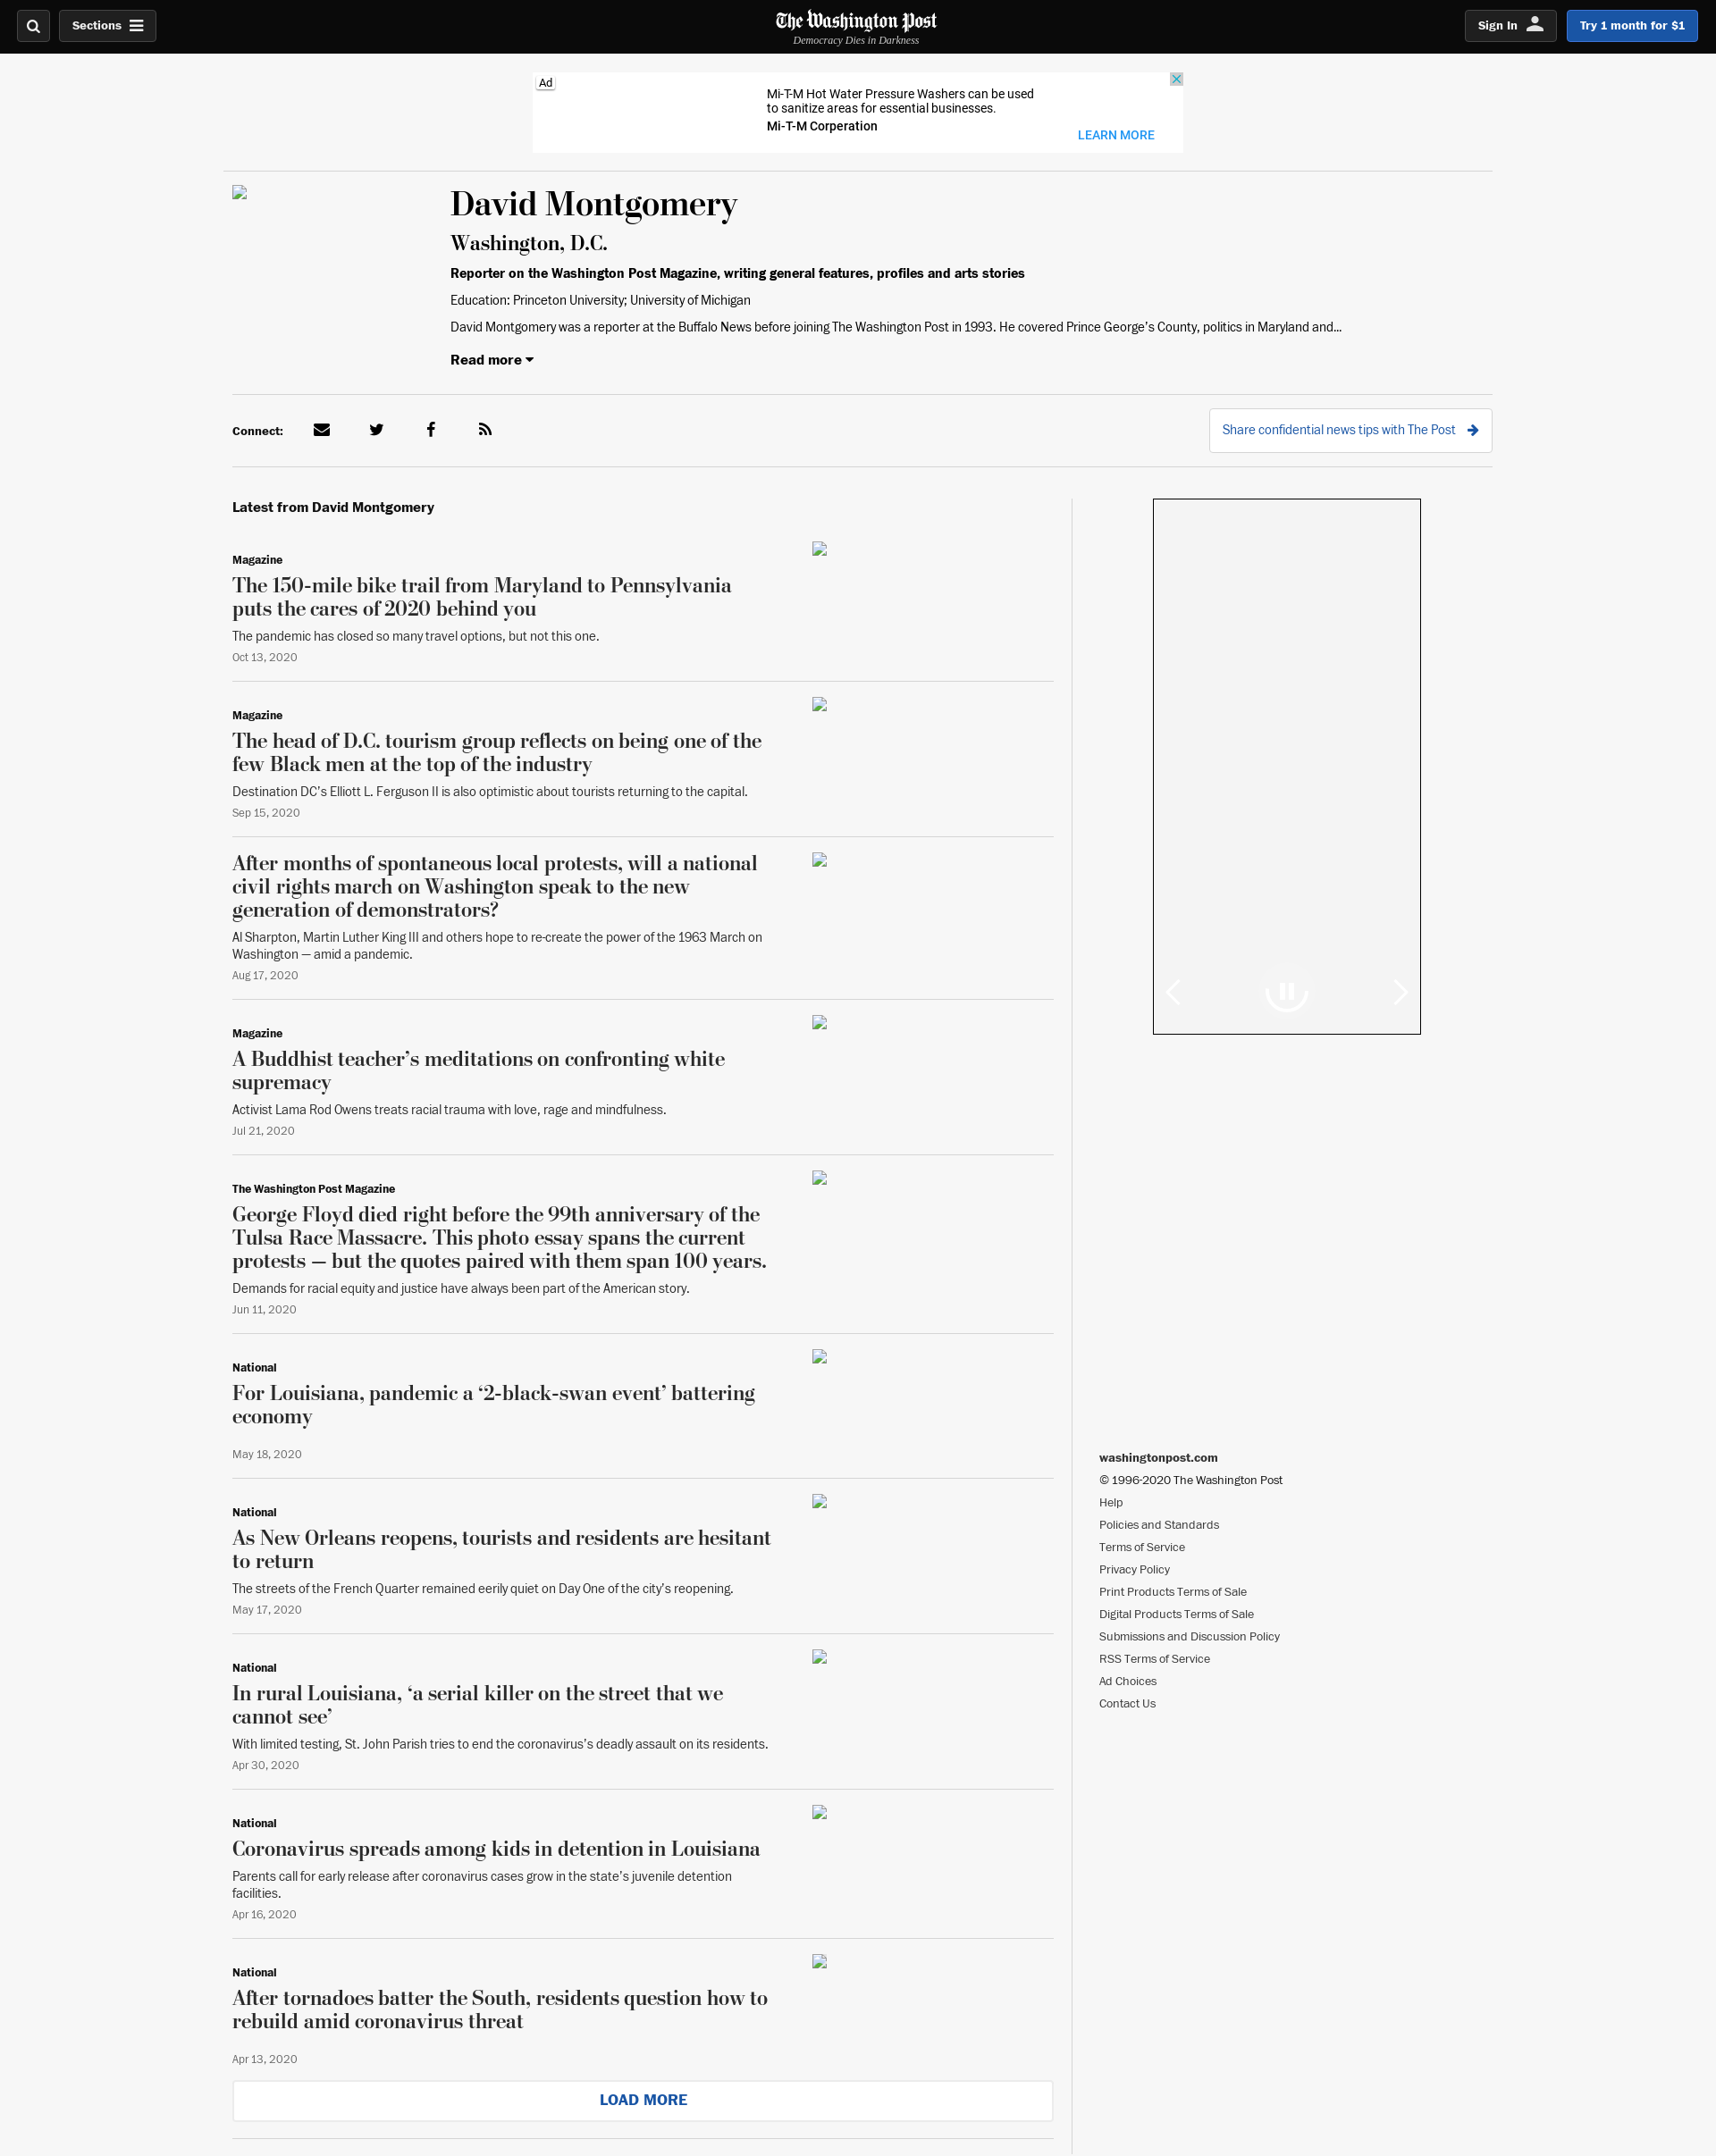 Sections
The Washington Post
Democracy Dies in Darkness
Sign In
Try 1 month for $1
Ad
Mi-T-M Hot Water Pressure Washers can be used
to sanitize areas for essential businesses.
Mi-T-M Corperation
LEARN MORE
David Montgomery
Washington, D.C.
Reporter on the Washington Post Magazine, writing general features, profiles and arts stories
Education: Princeton University; University of Michigan
David Montgomery was a reporter at the Buffalo News before joining The Washington Post in 1993. He covered Prince George’s County, politics in Maryland and...
Read more
Connect:
Share confidential news tips with The Post
Latest from David Montgomery
Magazine
The 150-mile bike trail from Maryland to Pennsylvania
puts the cares of 2020 behind you
The pandemic has closed so many travel options, but not this one.
Oct 13, 2020
Magazine
The head of D.C. tourism group reflects on being one of the
few Black men at the top of the industry
Destination DC’s Elliott L. Ferguson II is also optimistic about tourists returning to the capital.
Sep 15, 2020
After months of spontaneous local protests, will a national
civil rights march on Washington speak to the new
generation of demonstrators?
Al Sharpton, Martin Luther King III and others hope to re-create the power of the 1963 March on
Washington — amid a pandemic.
Aug 17, 2020
Magazine
A Buddhist teacher’s meditations on confronting white
supremacy
Activist Lama Rod Owens treats racial trauma with love, rage and mindfulness.
Jul 21, 2020
The Washington Post Magazine
George Floyd died right before the 99th anniversary of the
Tulsa Race Massacre. This photo essay spans the current
protests — but the quotes paired with them span 100 years.
Demands for racial equity and justice have always been part of the American story.
Jun 11, 2020
National
For Louisiana, pandemic a ‘2-black-swan event’ battering
economy
May 18, 2020
National
As New Orleans reopens, tourists and residents are hesitant
to return
The streets of the French Quarter remained eerily quiet on Day One of the city’s reopening.
May 17, 2020
National
In rural Louisiana, ‘a serial killer on the street that we
cannot see’
With limited testing, St. John Parish tries to end the coronavirus’s deadly assault on its residents.
Apr 30, 2020
National
Coronavirus spreads among kids in detention in Louisiana
Parents call for early release after coronavirus cases grow in the state’s juvenile detention
facilities.
Apr 16, 2020
National
After tornadoes batter the South, residents question how to
rebuild amid coronavirus threat
Apr 13, 2020
LOAD MORE
washingtonpost.com
© 1996-2020 The Washington Post
Help
Policies and Standards
Terms of Service
Privacy Policy
Print Products Terms of Sale
Digital Products Terms of Sale
Submissions and Discussion Policy
RSS Terms of Service
Ad Choices
Contact Us